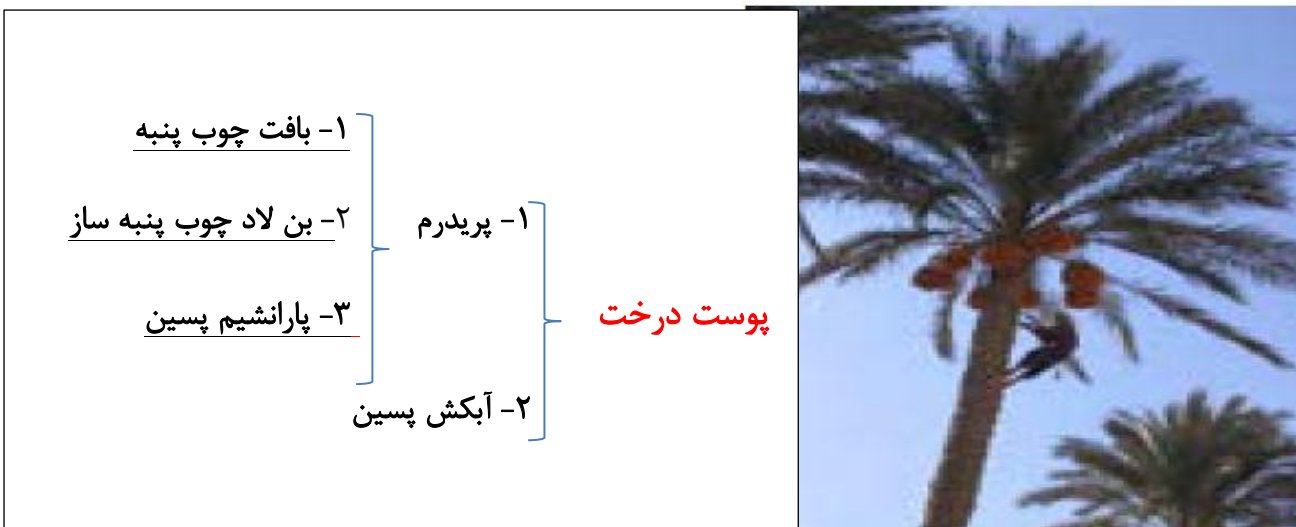 پوست درخت
۱- پریدرم
۱- بافت چوب پنبه
۲- بن لاد چوب پنبه ساز
۳- پارانشیم پسین
۲- آبکش پسین